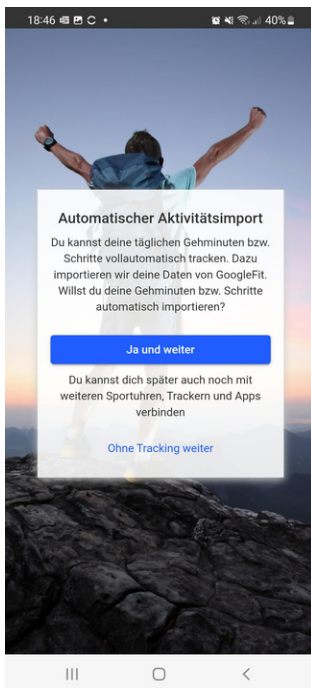 18:46
40%
Automatischer Aktivitätsimport
Du kannst deine täglichen Gehminuten bzw.
Schritte vollautomatisch tracken. Dazu
importieren wir deine Daten von GoogleFit.
Willst du deine Gehminuten bzw. Schritte
automatisch importieren?
Ja und weiter
Du kannst dich später auch noch mit
weiteren Sportuhren, Trackern und Apps
verbinden
Ohne Tracking weiter